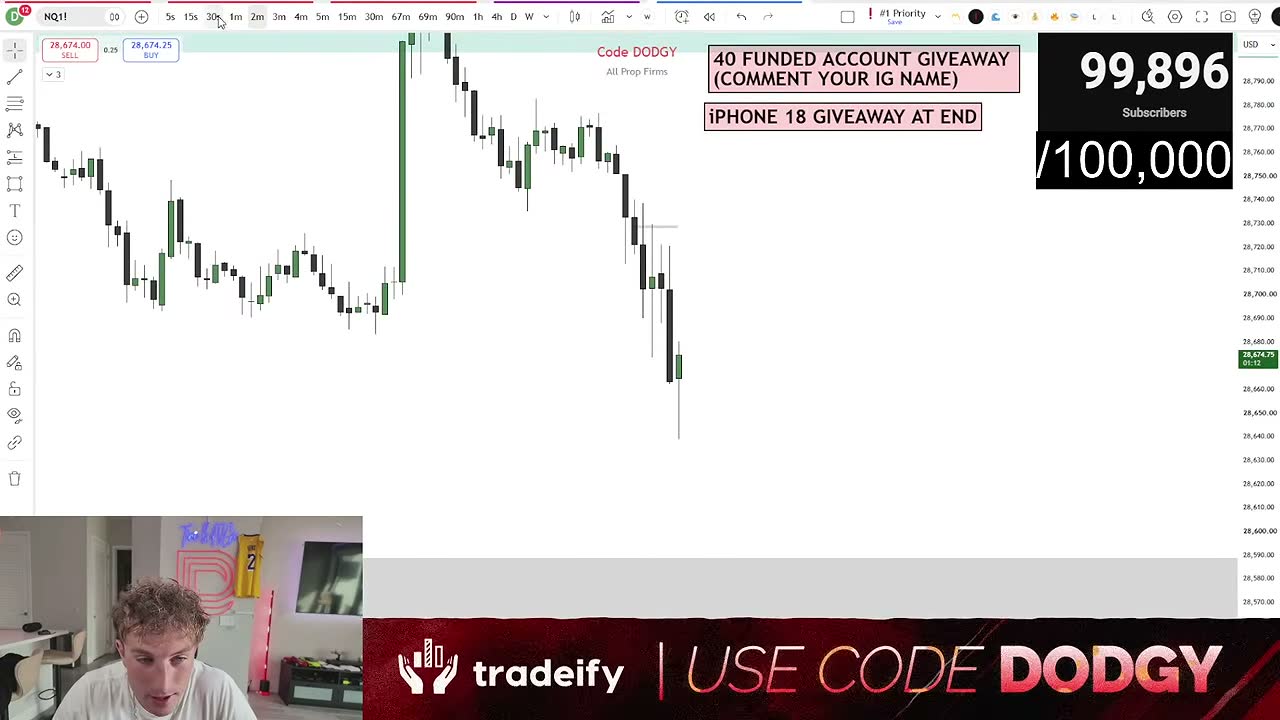 D 12
NQ1!
5s 15s 30s 1m 2m 3m 4m 5m 15m 30m 67m 69m 90m 1h 4h D W
#1 Priority
Save
L L
28,674.00
SELL
0.25
28,674.25
BUY
3
Code DODGY
All Prop Firms
40 FUNDED ACCOUNT GIVEAWAY
(COMMENT YOUR IG NAME)
iPHONE 18 GIVEAWAY AT END
99,896
Subscribers
/100,000
USD
28,790.00
28,780.00
28,770.00
28,760.00
28,750.00
28,740.00
28,730.00
28,720.00
28,710.00
28,700.00
28,690.00
28,680.00
28,674.75
01:12
28,660.00
28,650.00
28,640.00
28,630.00
28,620.00
28,610.00
28,600.00
28,590.00
28,580.00
28,570.00
T
D
2
tradeify
USE CODE DODGY